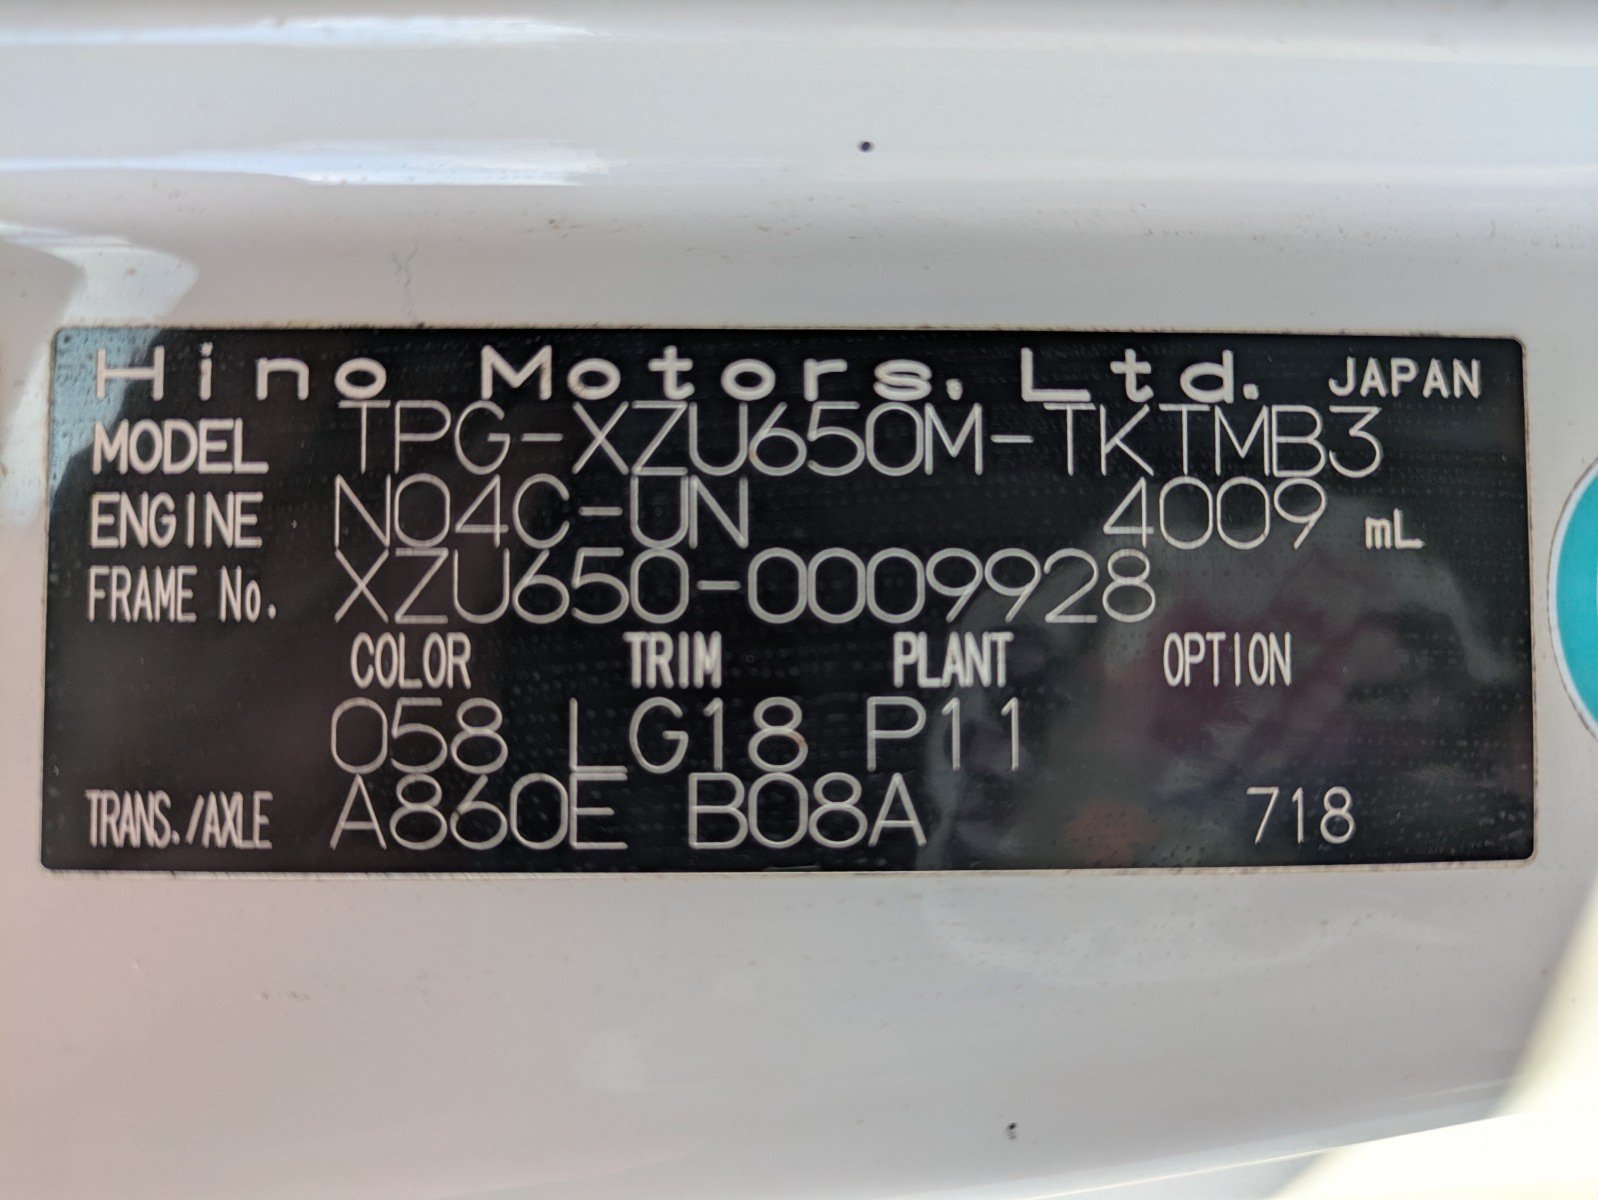 Hino Motors, Ltd. JAPAN
MODEL TPG-XZU650M-TKTMB3
ENGINE N04C-UN 4009 mL
FRAME No. XZU650-0009928
COLOR TRIM PLANT OPTION
058 LG18 P11
TRANS./AXLE A860E B08A 718